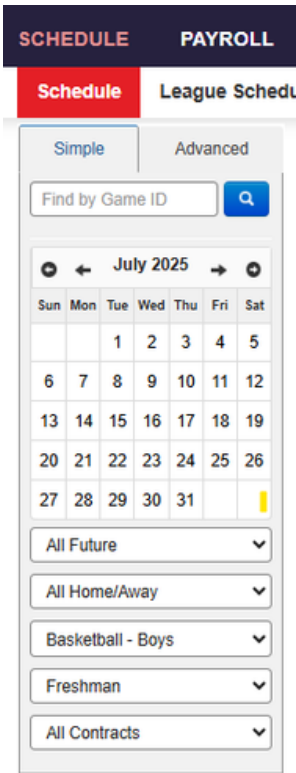 SCHEDULE PAYROLL
Schedule League Schedu
Simple Advanced
Find by Game ID
July 2025
Sun Mon Tue Wed Thu Fri Sat
1 2 3 4 5
6 7 8 9 10 11 12
13 14 15 16 17 18 19
20 21 22 23 24 25 26
27 28 29 30 31
All Future
All Home/Away
Basketball - Boys
Freshman
All Contracts